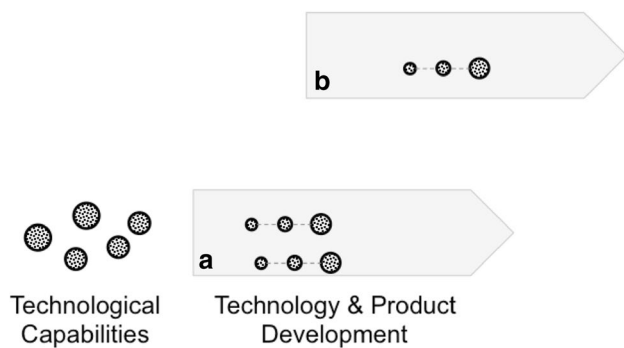 b
a
Technological
Capabilities
Technology & Product
Development